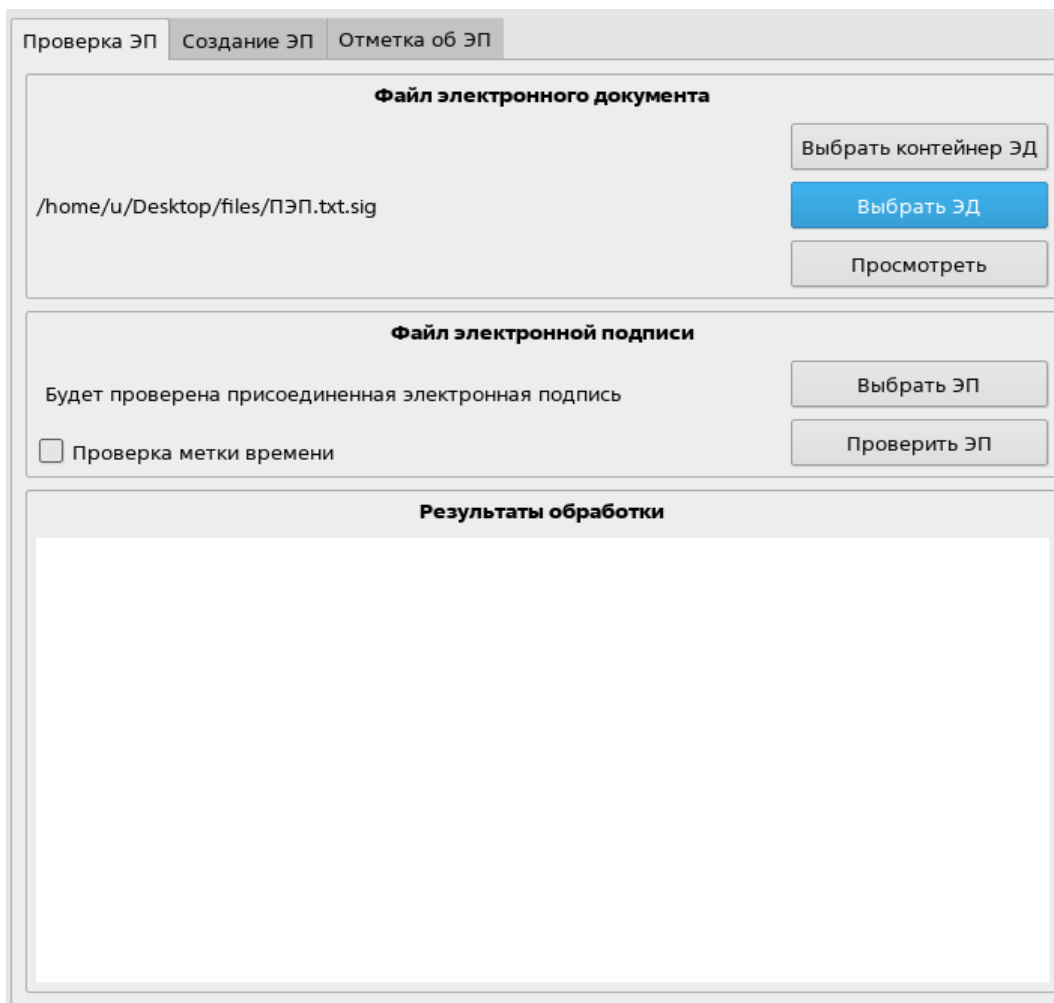 Проверка ЭП Создание ЭП Отметка об ЭП
Файл электронного документа
Выбрать контейнер ЭД
/home/u/Desktop/files/ПЭП.txt.sig
Выбрать ЭД
Просмотреть
Файл электронной подписи
Будет проверена присоединенная электронная подпись
Выбрать ЭП
Проверка метки времени
Проверить ЭП
Результаты обработки